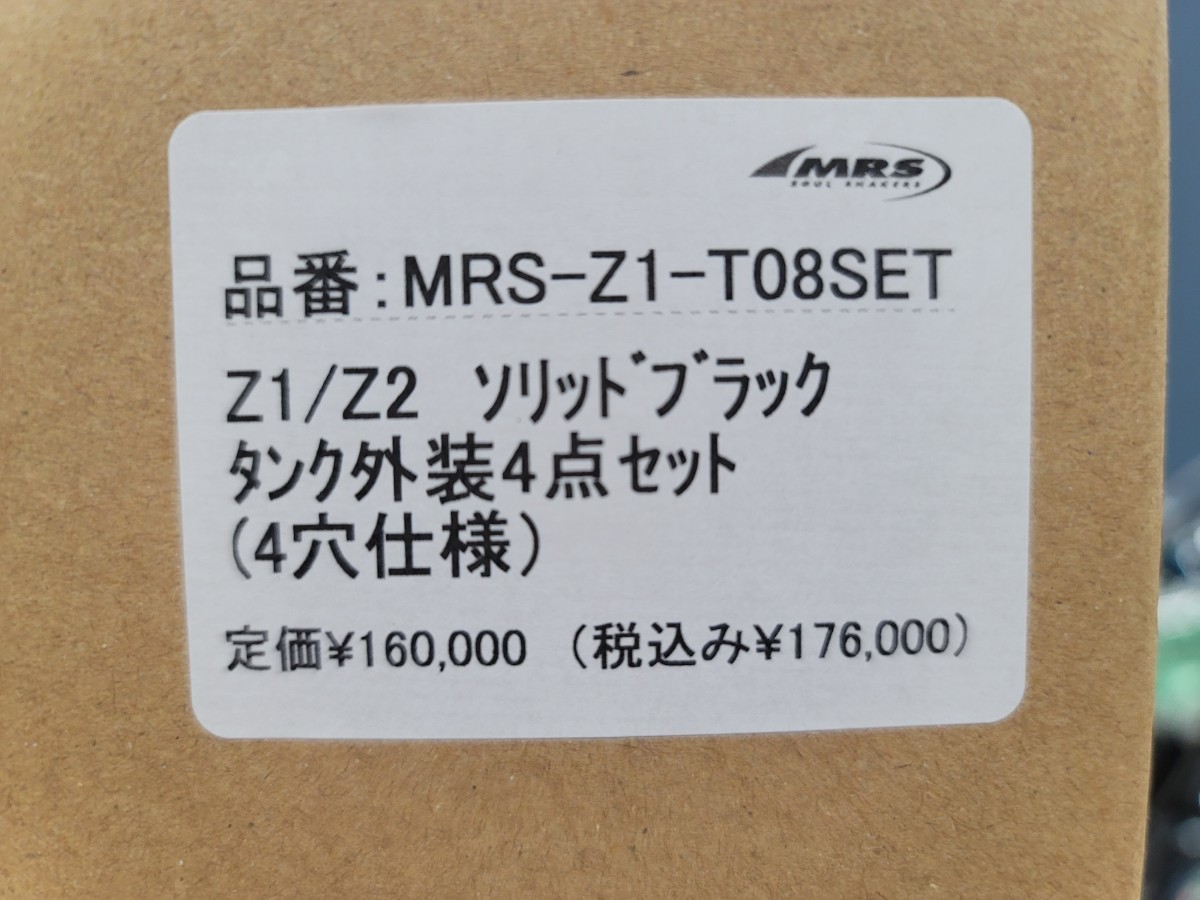 MRS
SOUL SHAKERS
品番:MRS-Z1-T08SET
Z1/Z2 ｿﾘｯﾄﾞﾌﾞﾗｯｸ
ﾀﾝｸ外装4点ｾｯﾄ
(4穴仕様)
定価¥160,000 (税込み¥176,000)